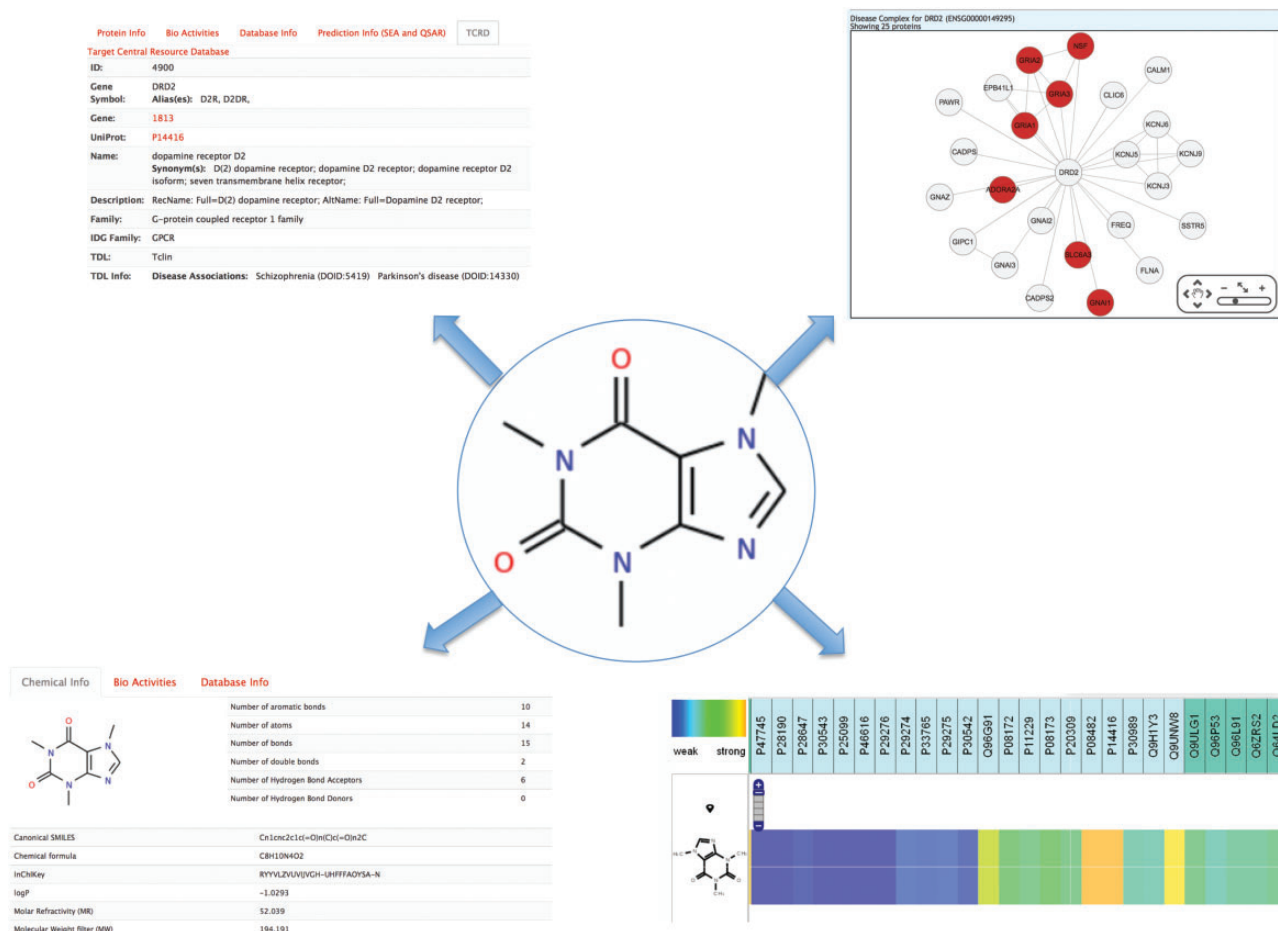 Protein Info Bio Activities Database Info Prediction Info (SEA and QSAR) TCRD
Target Central Resource Database
ID: 4900
Gene DRD2
Symbol: Alias(es): D2R, D2DR,
Gene: 1813
UniProt: P14416
Name: dopamine receptor D2
Synonym(s): D(2) dopamine receptor; dopamine D2 receptor; dopamine receptor D2
isoform; seven transmembrane helix receptor;
Description: RecName: Full=D(2) dopamine receptor; AltName: Full=Dopamine D2 receptor;
Family: G-protein coupled receptor 1 family
IDG Family: GPCR
TDL: Tclin
TDL Info: Disease Associations: Schizophrenia (DOID:5419) Parkinson's disease (DOID:14330)
Disease Complex for DRD2 (ENSG00000149295)
Showing 25 proteins
NSF
GRIA2
CALM1
EPB41L1
GRIA3
CLIC6
PAWR
GRIA1
KCNJ6
CADPS
KCNJ5
KCNJ9
DRD2
KCNJ3
ADORA2A
GNAZ
GNAI2
FREQ
SSTR5
GIPC1
SLC6A3
GNAI3
FLNA
CADPS2
GNAI1
O
N
N
O
N
N
Chemical Info Bio Activities Database Info
O
N
N
O
N
N
Number of aromatic bonds 10
Number of atoms 14
Number of bonds 15
Number of double bonds 2
Number of Hydrogen Bond Acceptors 6
Number of Hydrogen Bond Donors 0
Canonical SMILES Cn1cnc2c1c(=O)n(C)c(=O)n2C
Chemical formula C8H10N4O2
InChIKey RYYVLZVUVIJVGH-UHFFFAOYSA-N
logP -1.0293
Molar Refractivity (MR) 52.039
Molecular Weight filter (MW) 194.191
weak strong
P47745
P28190
P28647
P30543
P25099
P46616
P29276
P29274
P33765
P29275
P30542
Q96G91
P08172
P11229
P08173
P20309
P08482
P14416
P30989
Q9H1Y3
Q9UNW8
Q9ULG1
Q96P53
Q96L91
Q6ZRS2